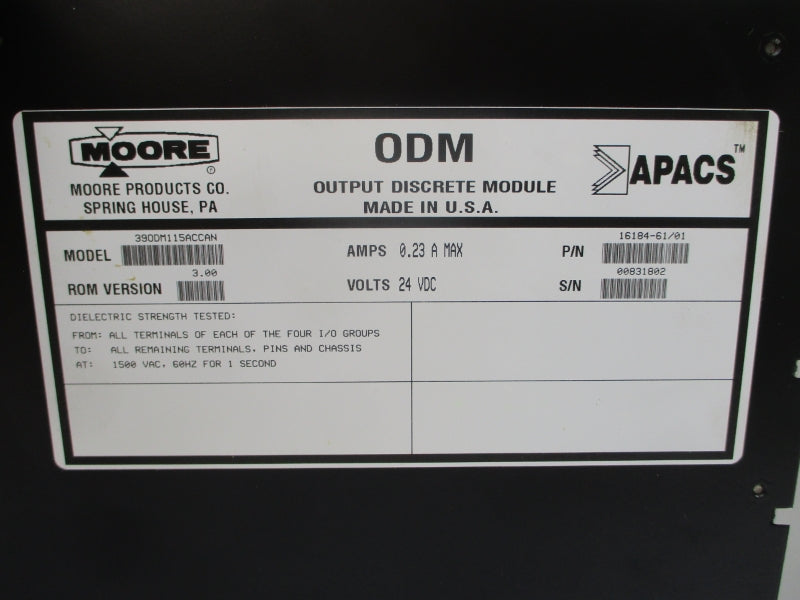 MOORE
MOORE PRODUCTS CO.
SPRING HOUSE, PA
ODM
OUTPUT DISCRETE MODULE
MADE IN U.S.A.
APACS™
MODEL 39ODM115ACCAN
ROM VERSION 3.00
AMPS 0.23 A MAX
VOLTS 24 VDC
P/N 16184-61/01
S/N 00831802
DIELECTRIC STRENGTH TESTED:
FROM: ALL TERMINALS OF EACH OF THE FOUR I/O GROUPS
TO: ALL REMAINING TERMINALS, PINS AND CHASSIS
AT: 1500 VAC, 60HZ FOR 1 SECOND